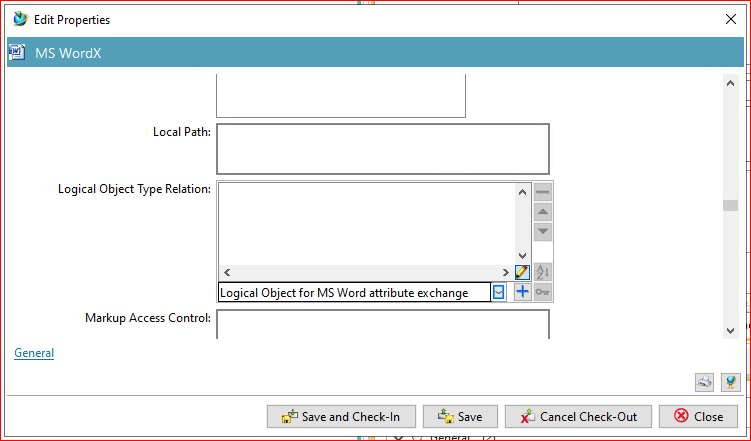 Edit Properties
MS WordX
Local Path:
Logical Object Type Relation:
Logical Object for MS Word attribute exchange
Markup Access Control:
General
Save and Check-In
Save
Cancel Check-Out
Close